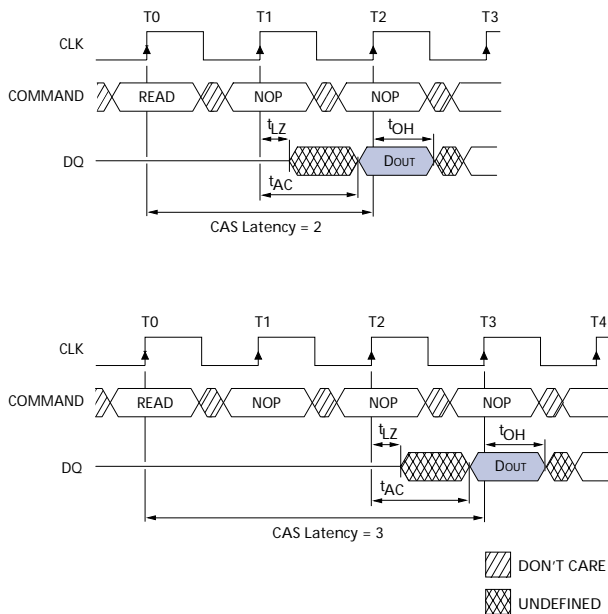 T0 T1 T2 T3
CLK
COMMAND READ NOP NOP
tLZ tOH
DQ DOUT
tAC
CAS Latency = 2
T0 T1 T2 T3 T4
CLK
COMMAND READ NOP NOP NOP
tLZ tOH
DQ DOUT
tAC
CAS Latency = 3
DON'T CARE
UNDEFINED